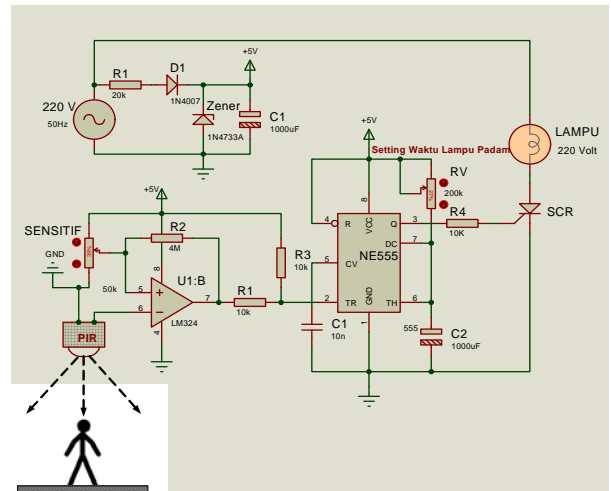 +5V
R1
20k
D1
1N4007
Zener
1N4733A
C1
1000uF
220 V
50Hz
+5V
Setting Waktu Lampu Padam
LAMPU
220 Volt
RV
200k
SCR
R4
10K
8
4
R
VCC
Q
3
DC
7
5
CV
NE555
2
TR
GND
TH
6
1
555
C2
1000uF
C1
10n
+5V
SENSITIF
GND
50k
R2
4M
R3
10k
8
U1:B
5
6
7
4
LM324
R1
10k
PIR